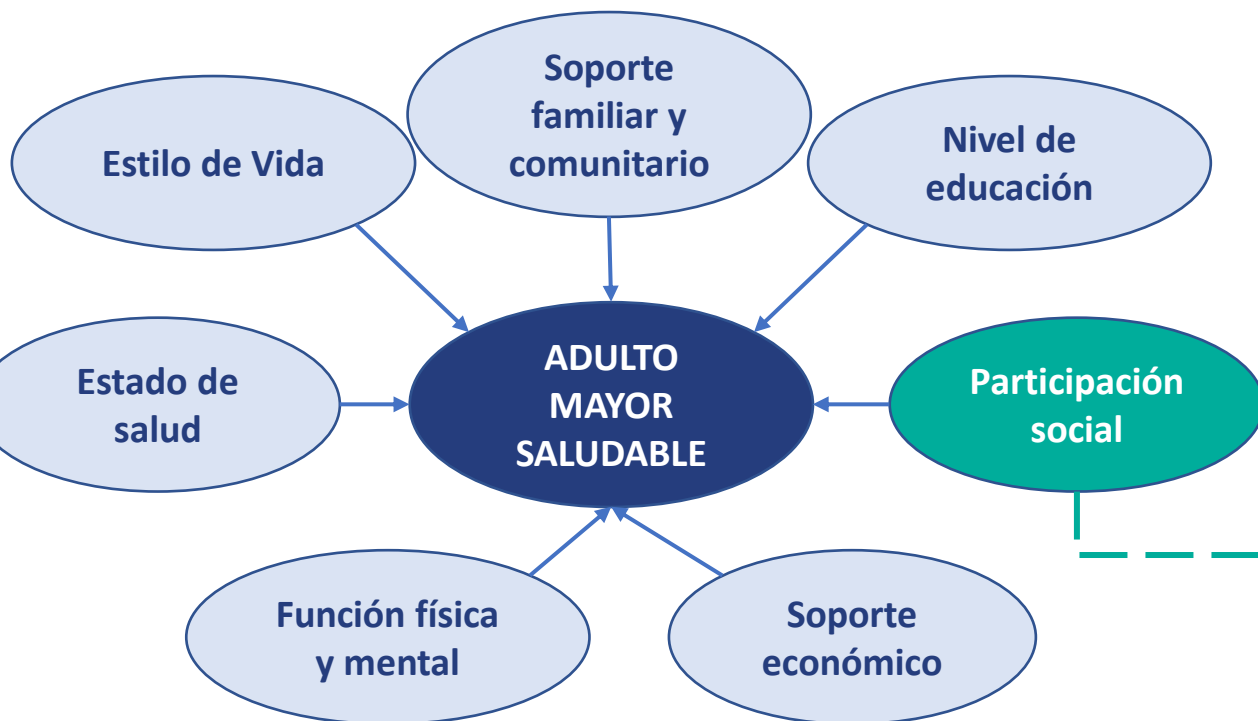 Soporte
familiar y
comunitario
Estilo de Vida
Nivel de
educación
Estado de
salud
ADULTO
MAYOR
SALUDABLE
Participación
social
Función física
y mental
Soporte
económico